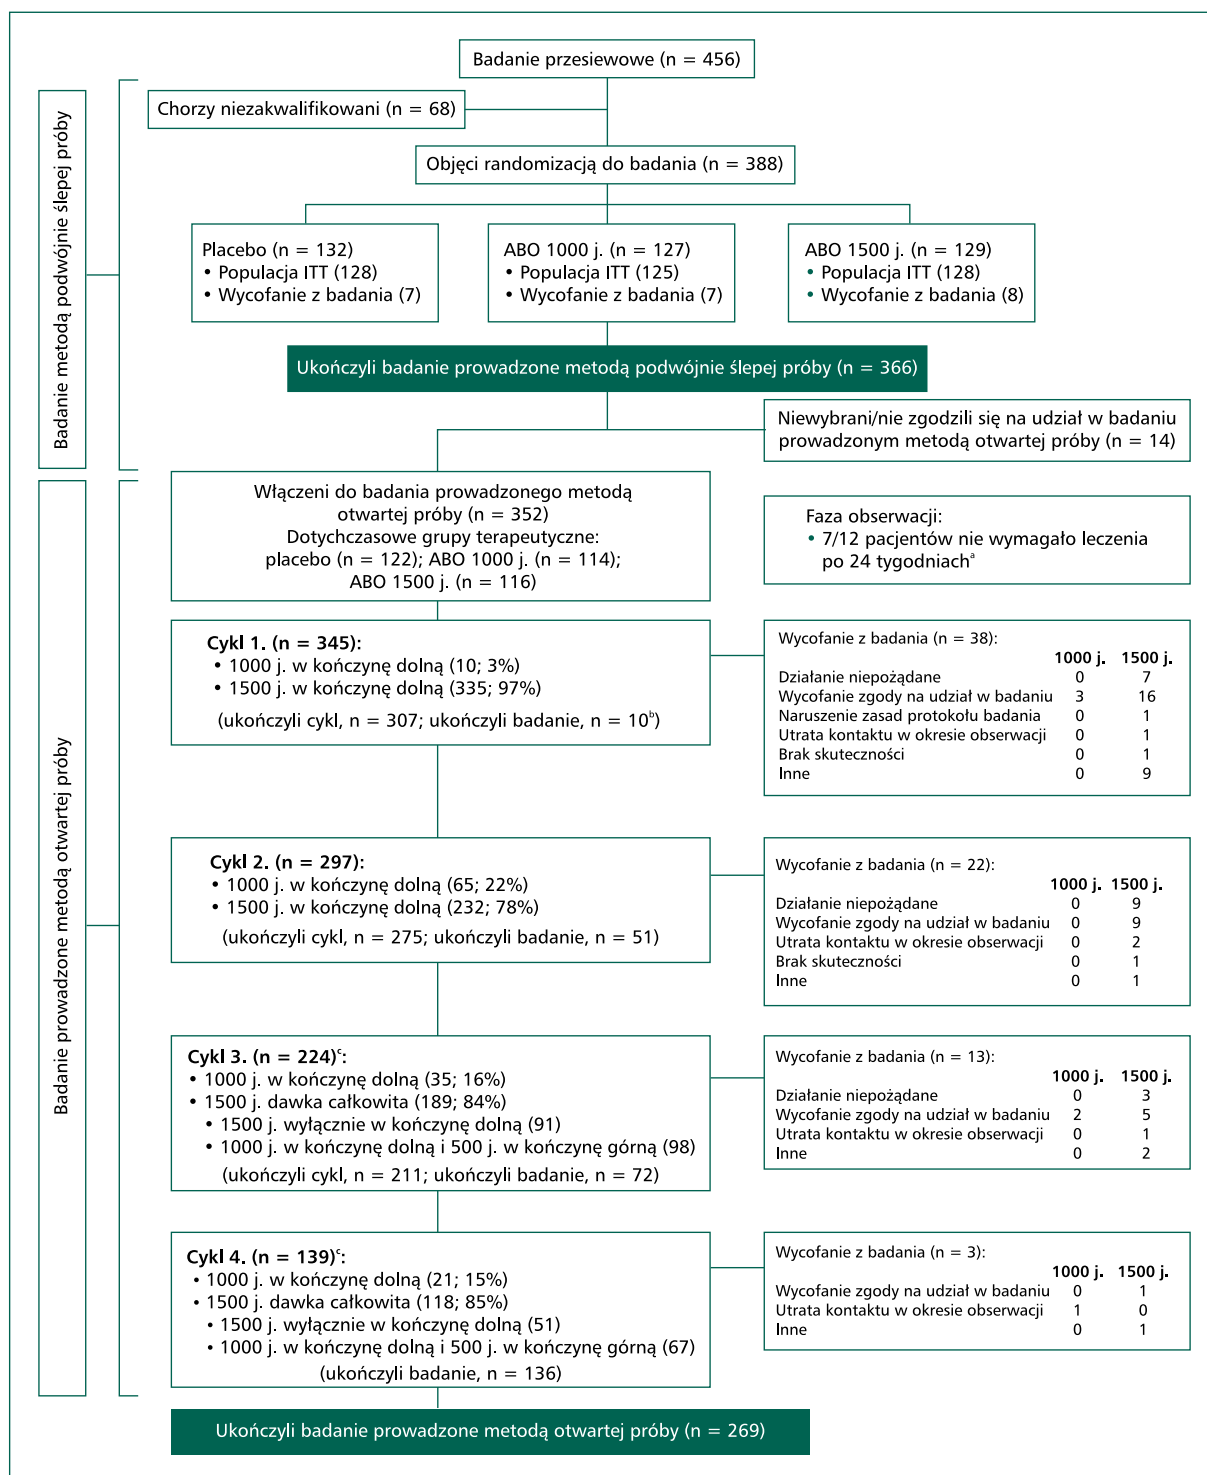 Badanie przesiewowe (n = 456)
Chorzy niezakwalifikowani (n = 68)
Objęci randomizacją do badania (n = 388)
Placebo (n = 132)
• Populacja ITT (128)
• Wycofanie z badania (7)
ABO 1000 j. (n = 127)
• Populacja ITT (125)
• Wycofanie z badania (7)
ABO 1500 j. (n = 129)
• Populacja ITT (128)
• Wycofanie z badania (8)
Ukończyli badanie prowadzone metodą podwójnie ślepej próby (n = 366)
Badanie metodą podwójnie ślepej próby
Niewybrani/nie zgodzili się na udział w badaniu
prowadzonym metodą otwartej próby (n = 14)
Włączeni do badania prowadzonego metodą
otwartej próby (n = 352)
Dotychczasowe grupy terapeutyczne:
placebo (n = 122); ABO 1000 j. (n = 114);
ABO 1500 j. (n = 116)
Faza obserwacji:
• 7/12 pacjentów nie wymagało leczenia
po 24 tygodniachᵃ
Badanie prowadzone metodą otwartej próby
Cykl 1. (n = 345):
• 1000 j. w kończynę dolną (10; 3%)
• 1500 j. w kończynę dolną (335; 97%)
(ukończyli cykl, n = 307; ukończyli badanie, n = 10ᵇ)
Wycofanie z badania (n = 38):
1000 j. 1500 j.
Działanie niepożądane 0 7
Wycofanie zgody na udział w badaniu 3 16
Naruszenie zasad protokołu badania 0 1
Utrata kontaktu w okresie obserwacji 0 1
Brak skuteczności 0 1
Inne 0 9
Cykl 2. (n = 297):
• 1000 j. w kończynę dolną (65; 22%)
• 1500 j. w kończynę dolną (232; 78%)
(ukończyli cykl, n = 275; ukończyli badanie, n = 51)
Wycofanie z badania (n = 22):
1000 j. 1500 j.
Działanie niepożądane 0 9
Wycofanie zgody na udział w badaniu 0 9
Utrata kontaktu w okresie obserwacji 0 2
Brak skuteczności 0 1
Inne 0 1
Cykl 3. (n = 224)ᶜ:
• 1000 j. w kończynę dolną (35; 16%)
• 1500 j. dawka całkowita (189; 84%)
• 1500 j. wyłącznie w kończynę dolną (91)
• 1000 j. w kończynę dolną i 500 j. w kończynę górną (98)
(ukończyli cykl, n = 211; ukończyli badanie, n = 72)
Wycofanie z badania (n = 13):
1000 j. 1500 j.
Działanie niepożądane 0 3
Wycofanie zgody na udział w badaniu 2 5
Utrata kontaktu w okresie obserwacji 0 1
Inne 0 2
Cykl 4. (n = 139)ᶜ:
• 1000 j. w kończynę dolną (21; 15%)
• 1500 j. dawka całkowita (118; 85%)
• 1500 j. wyłącznie w kończynę dolną (51)
• 1000 j. w kończynę dolną i 500 j. w kończynę górną (67)
(ukończyli badanie, n = 136)
Wycofanie z badania (n = 3):
1000 j. 1500 j.
Wycofanie zgody na udział w badaniu 0 1
Utrata kontaktu w okresie obserwacji 1 0
Inne 0 1
Ukończyli badanie prowadzone metodą otwartej próby (n = 269)